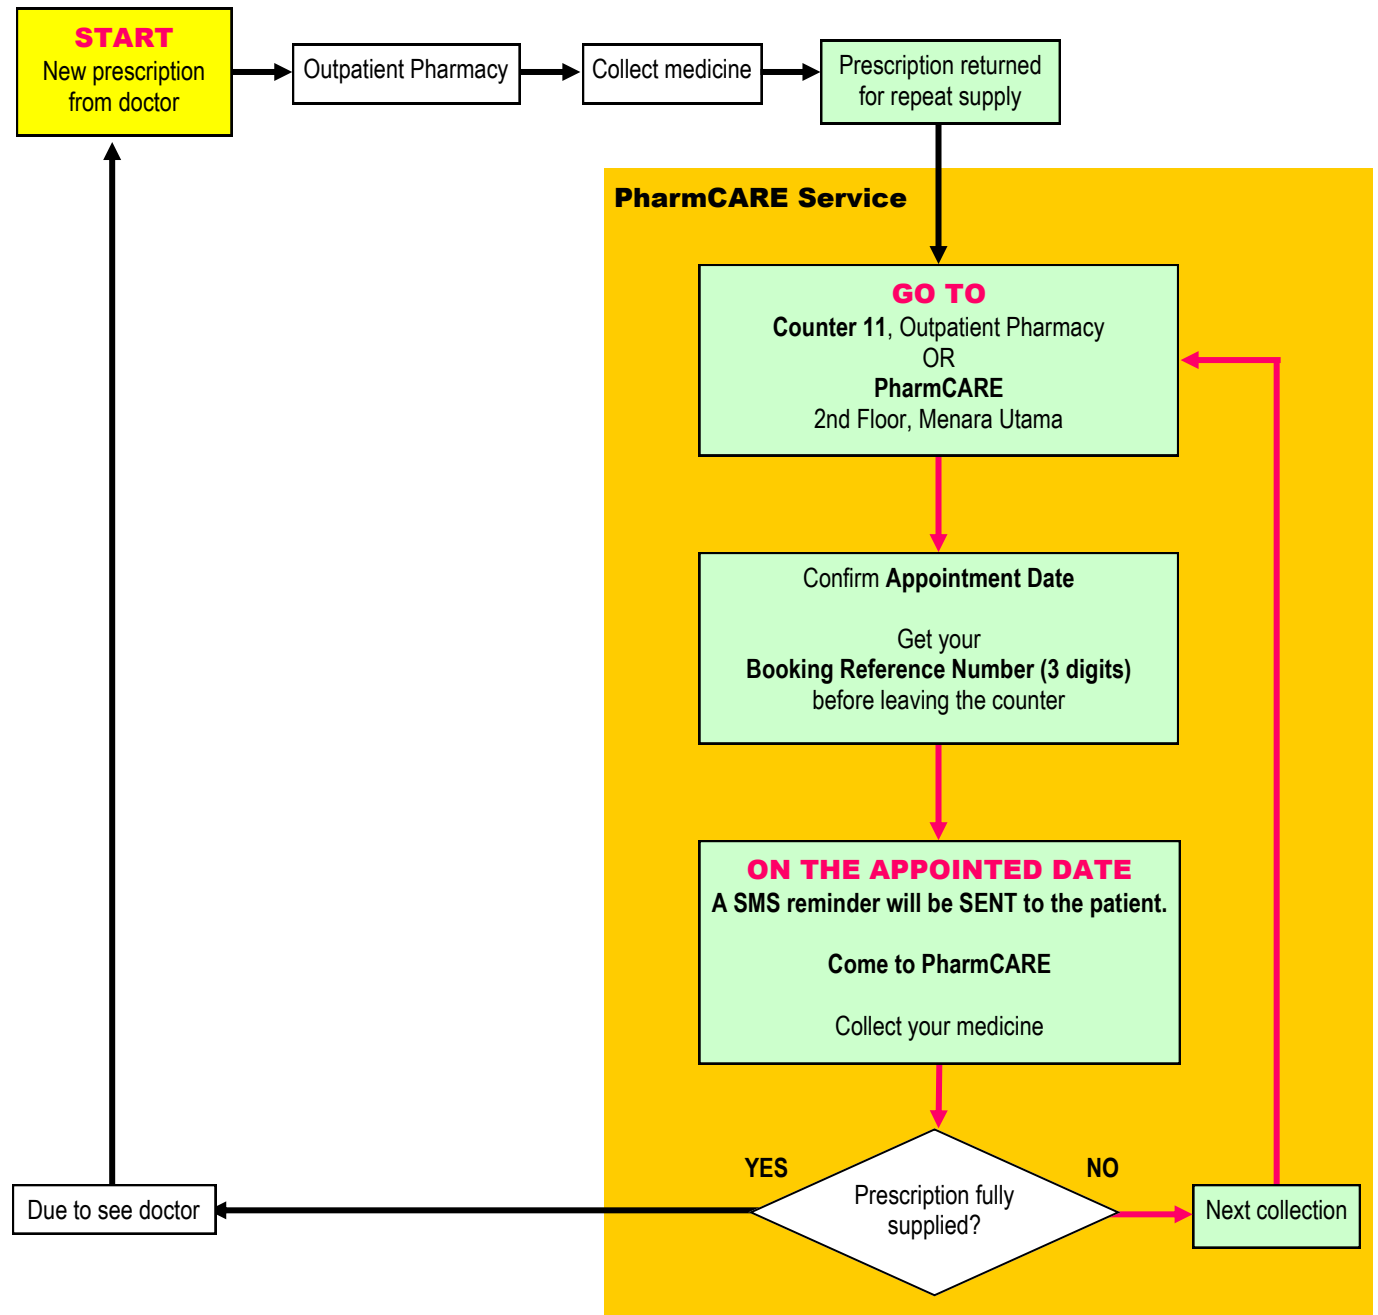 START
New prescription
from doctor
Outpatient Pharmacy
Collect medicine
Prescription returned
for repeat supply
PharmCARE Service
GO TO
Counter 11, Outpatient Pharmacy
OR
PharmCARE
2nd Floor, Menara Utama
Confirm Appointment Date
Get your
Booking Reference Number (3 digits)
before leaving the counter
ON THE APPOINTED DATE
A SMS reminder will be SENT to the patient.
Come to PharmCARE
Collect your medicine
YES
NO
Due to see doctor
Prescription fully
supplied?
Next collection